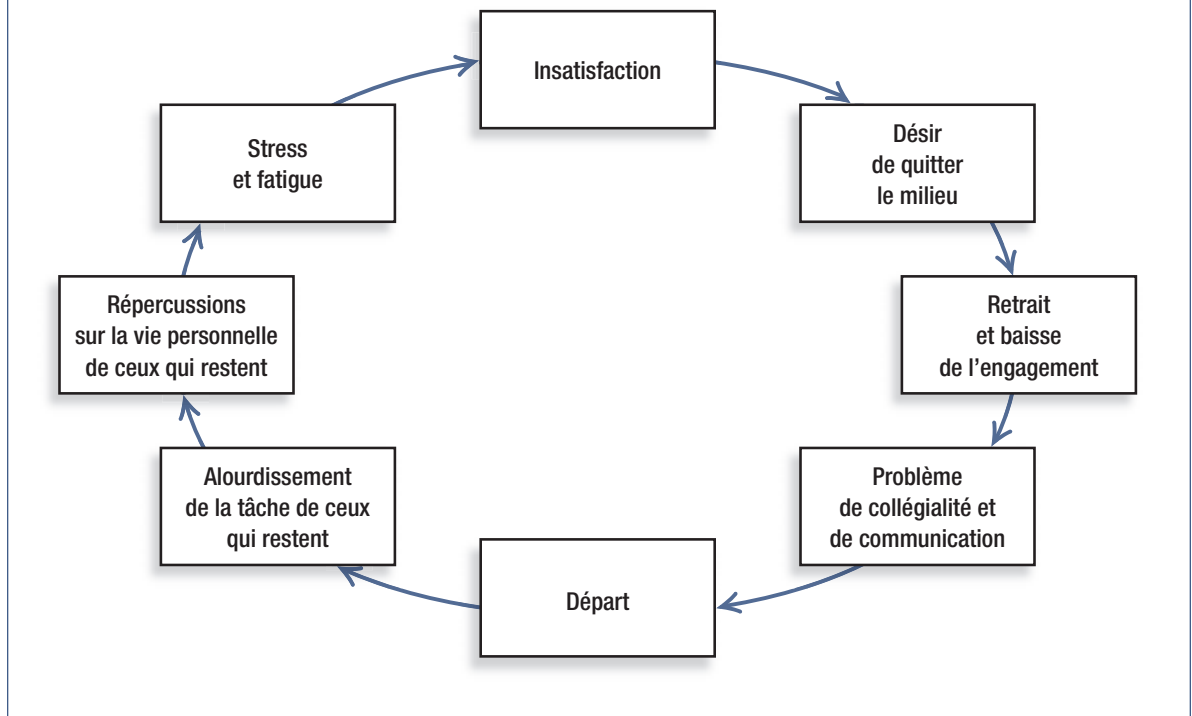 Insatisfaction
Désir
de quitter
le milieu
Retrait
et baisse
de l'engagement
Problème
de collégialité et
de communication
Départ
Alourdissement
de la tâche de ceux
qui restent
Répercussions
sur la vie personnelle
de ceux qui restent
Stress
et fatigue